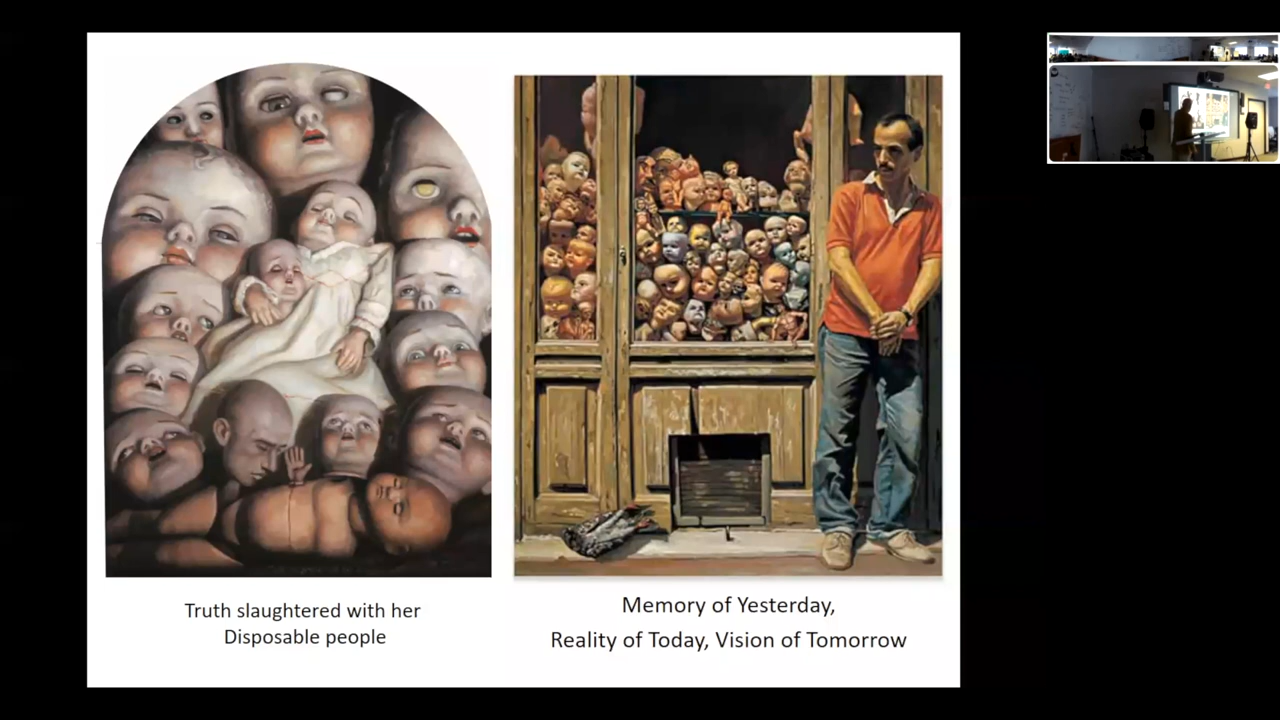 Truth slaughtered with her
Disposable people
Memory of Yesterday,
Reality of Today, Vision of Tomorrow